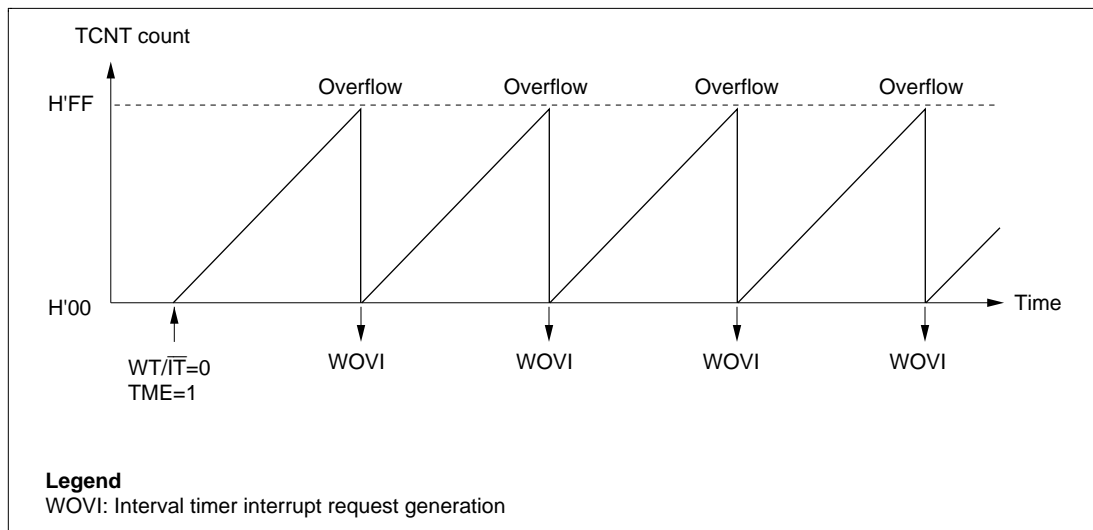 TCNT count
Overflow Overflow Overflow Overflow
H'FF
H'00
Time
WT/I̅T̅=0
TME=1
WOVI WOVI WOVI WOVI
Legend
WOVI: Interval timer interrupt request generation